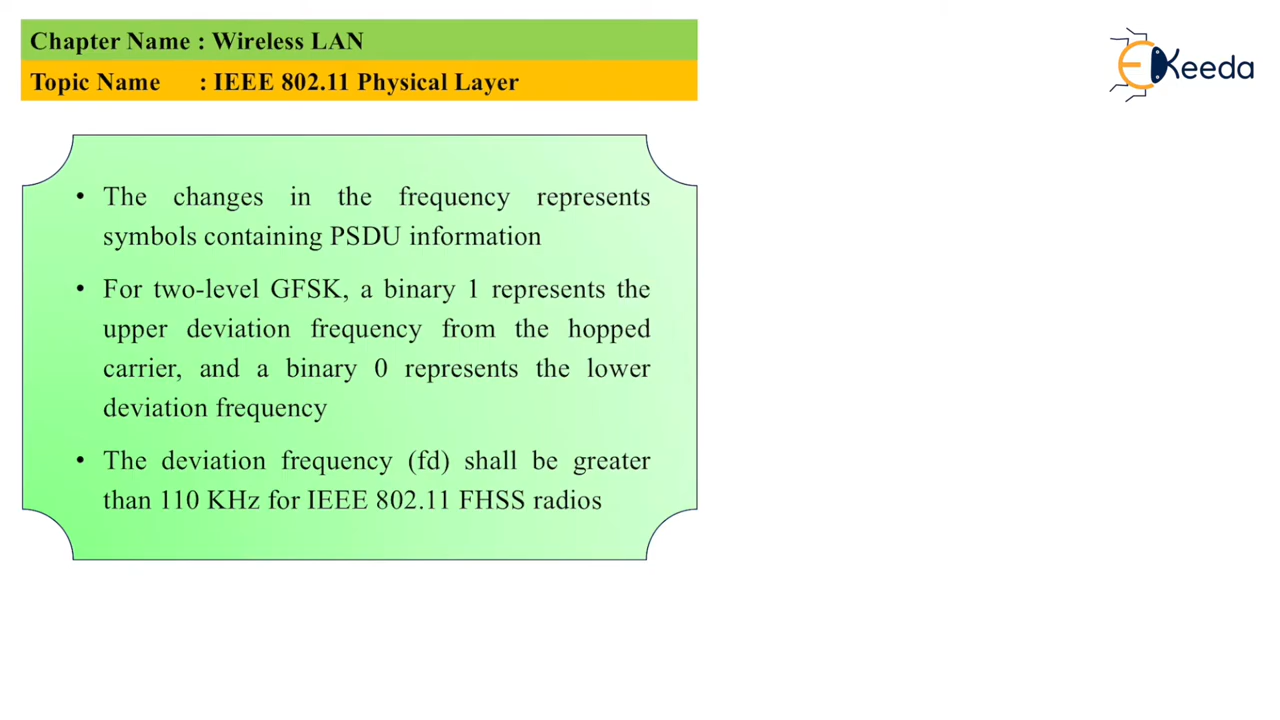 Chapter Name : Wireless LAN
Topic Name : IEEE 802.11 Physical Layer
EKeeda
• The changes in the frequency represents
symbols containing PSDU information
• For two-level GFSK, a binary 1 represents the
upper deviation frequency from the hopped
carrier, and a binary 0 represents the lower
deviation frequency
• The deviation frequency (fd) shall be greater
than 110 KHz for IEEE 802.11 FHSS radios